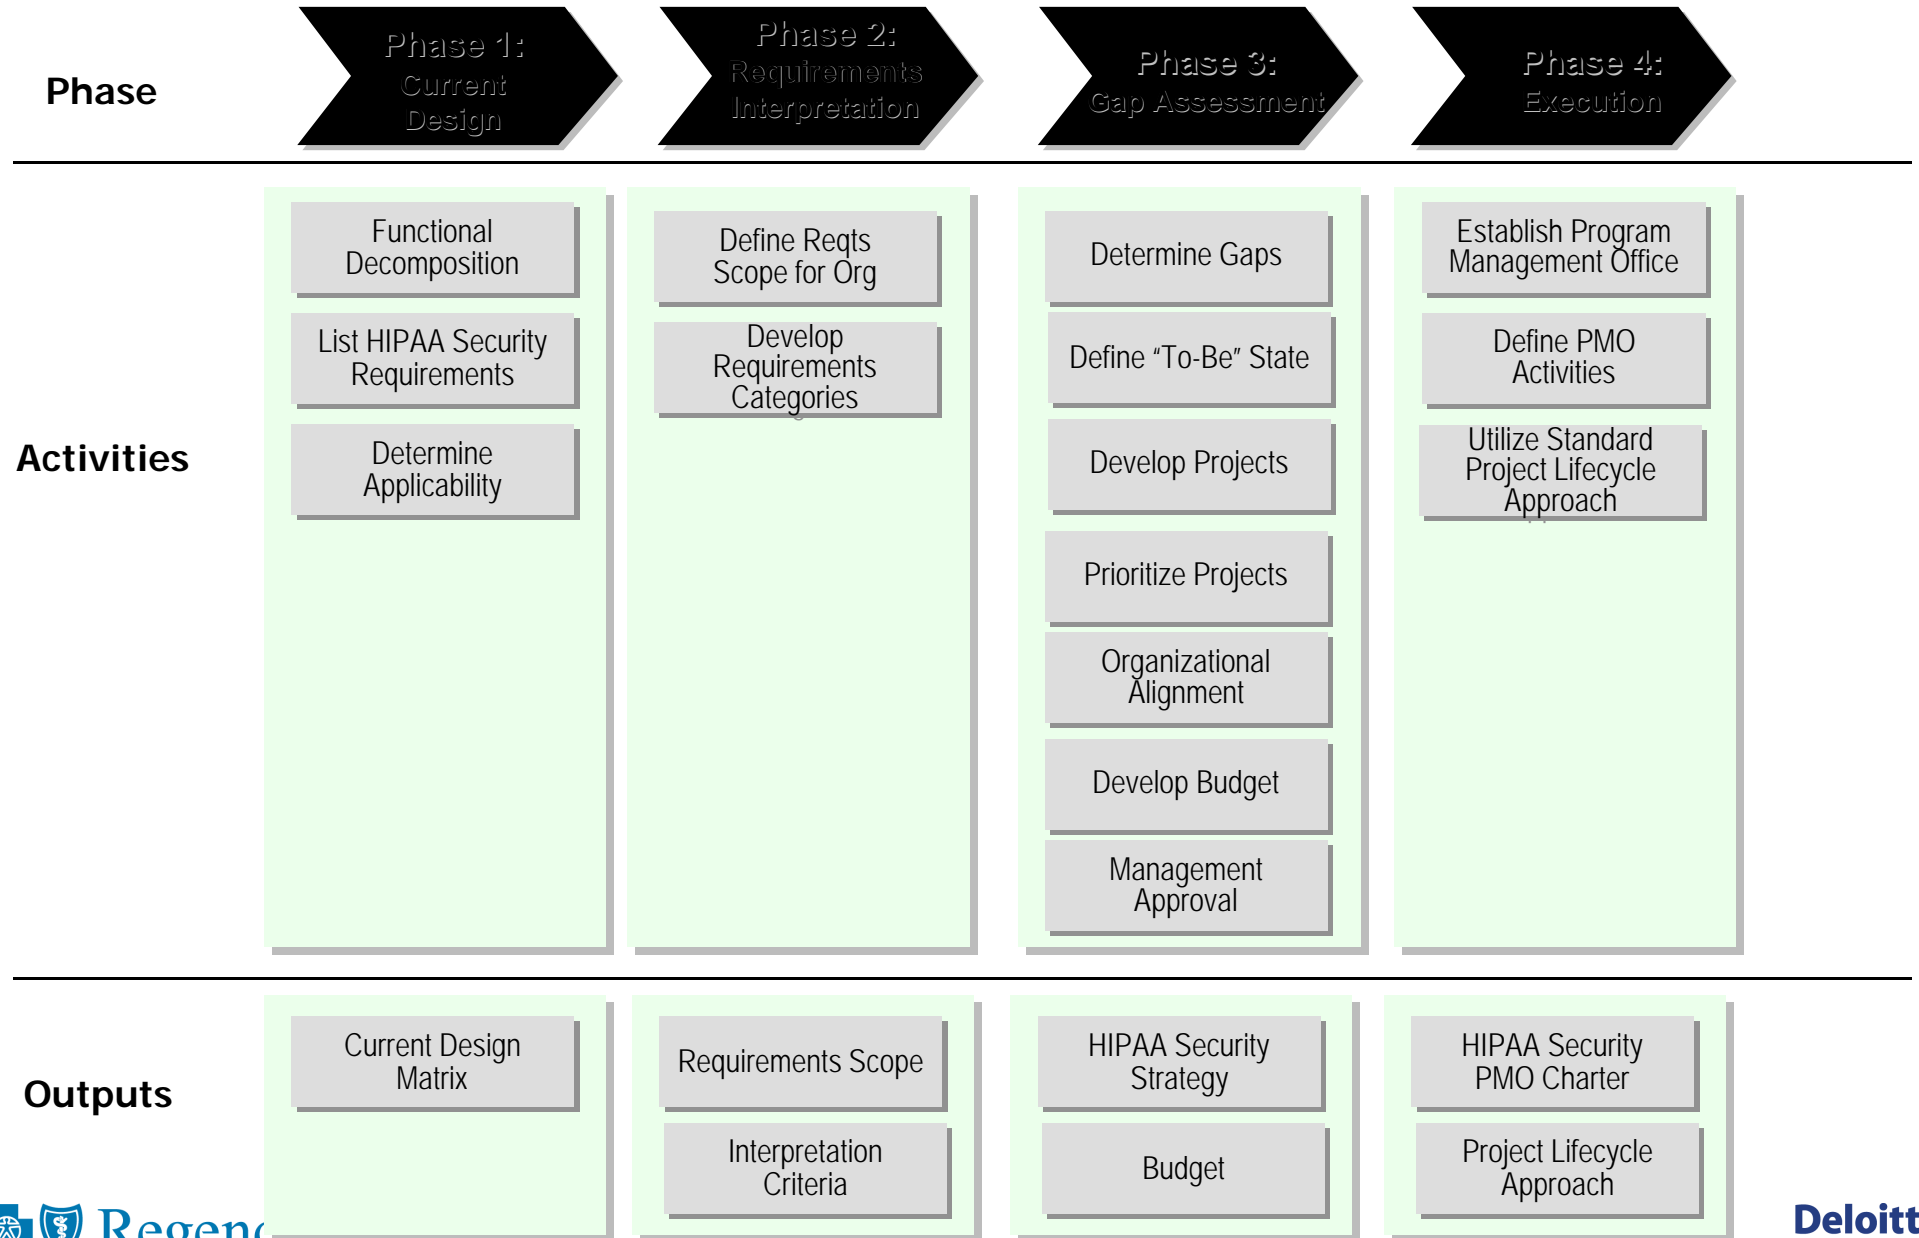 Phase
Phase 1:
Current
Design
Phase 2:
Requirements
Interpretation
Phase 3:
Gap Assessment
Phase 4:
Execution
Activities
Functional
Decomposition
List HIPAA Security
Requirements
Determine
Applicability
Define Reqts
Scope for Org
Develop
Requirements
Categories
Determine Gaps
Define “To-Be” State
Develop Projects
Prioritize Projects
Organizational
Alignment
Develop Budget
Management
Approval
Establish Program
Management Office
Define PMO
Activities
Utilize Standard
Project Lifecycle
Approach
Outputs
Current Design
Matrix
Requirements Scope
Interpretation
Criteria
HIPAA Security
Strategy
Budget
HIPAA Security
PMO Charter
Project Lifecycle
Approach
Regenc
Deloitt